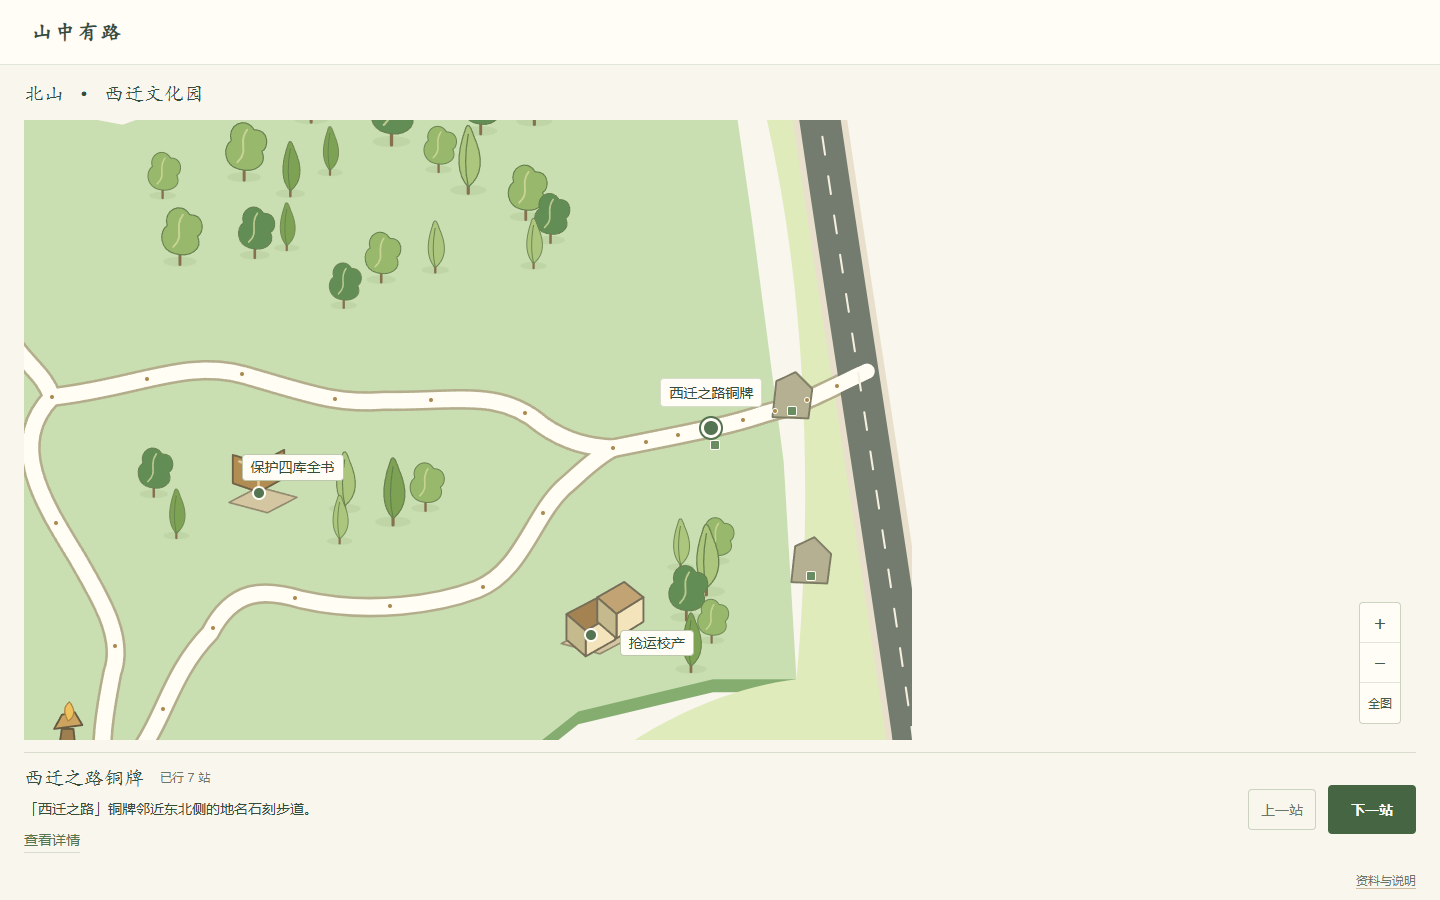 山中有路
北山 • 西迁文化园
西迁之路铜牌
保护四库全书
抢运校产
+
−
全图
西迁之路铜牌 已行 7 站
「西迁之路」铜牌邻近东北侧的地名石刻步道。
查看详情
上一站
下一站
资料与说明